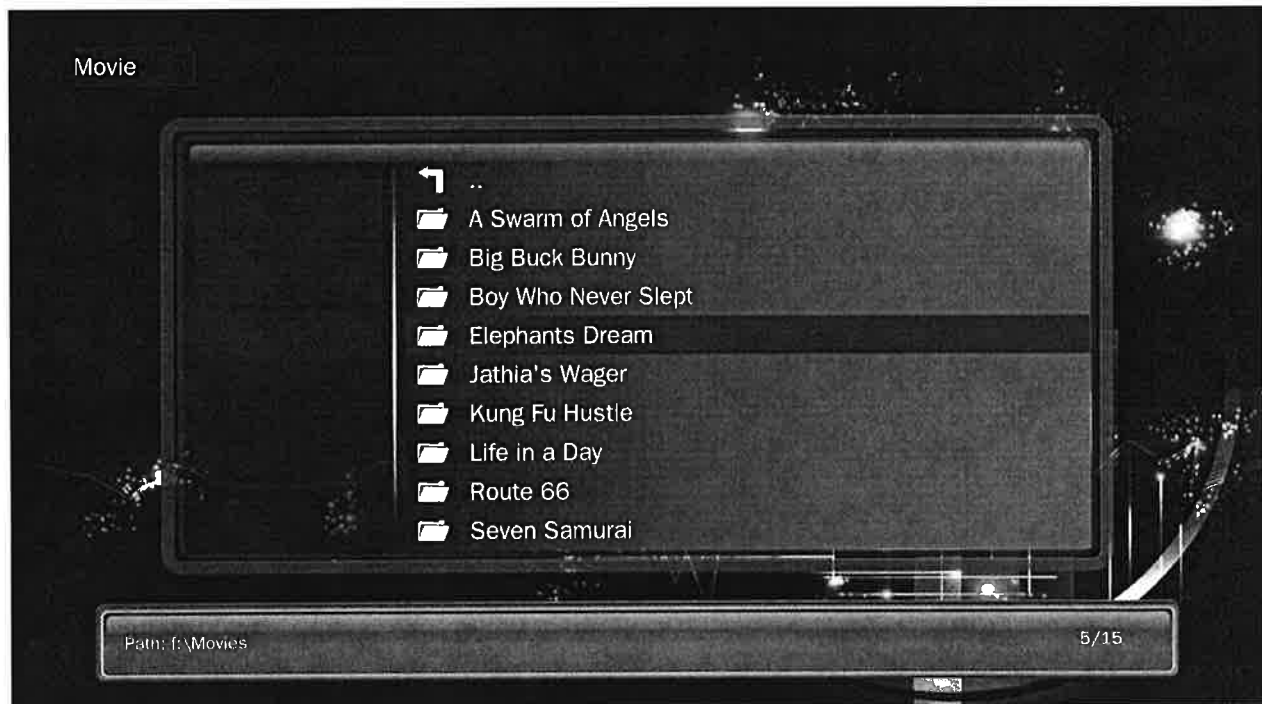 Movie
..
A Swarm of Angels
Big Buck Bunny
Boy Who Never Slept
Elephants Dream
Jathia's Wager
Kung Fu Hustle
Life in a Day
Route 66
Seven Samurai
Path: f:\Movies
5/15